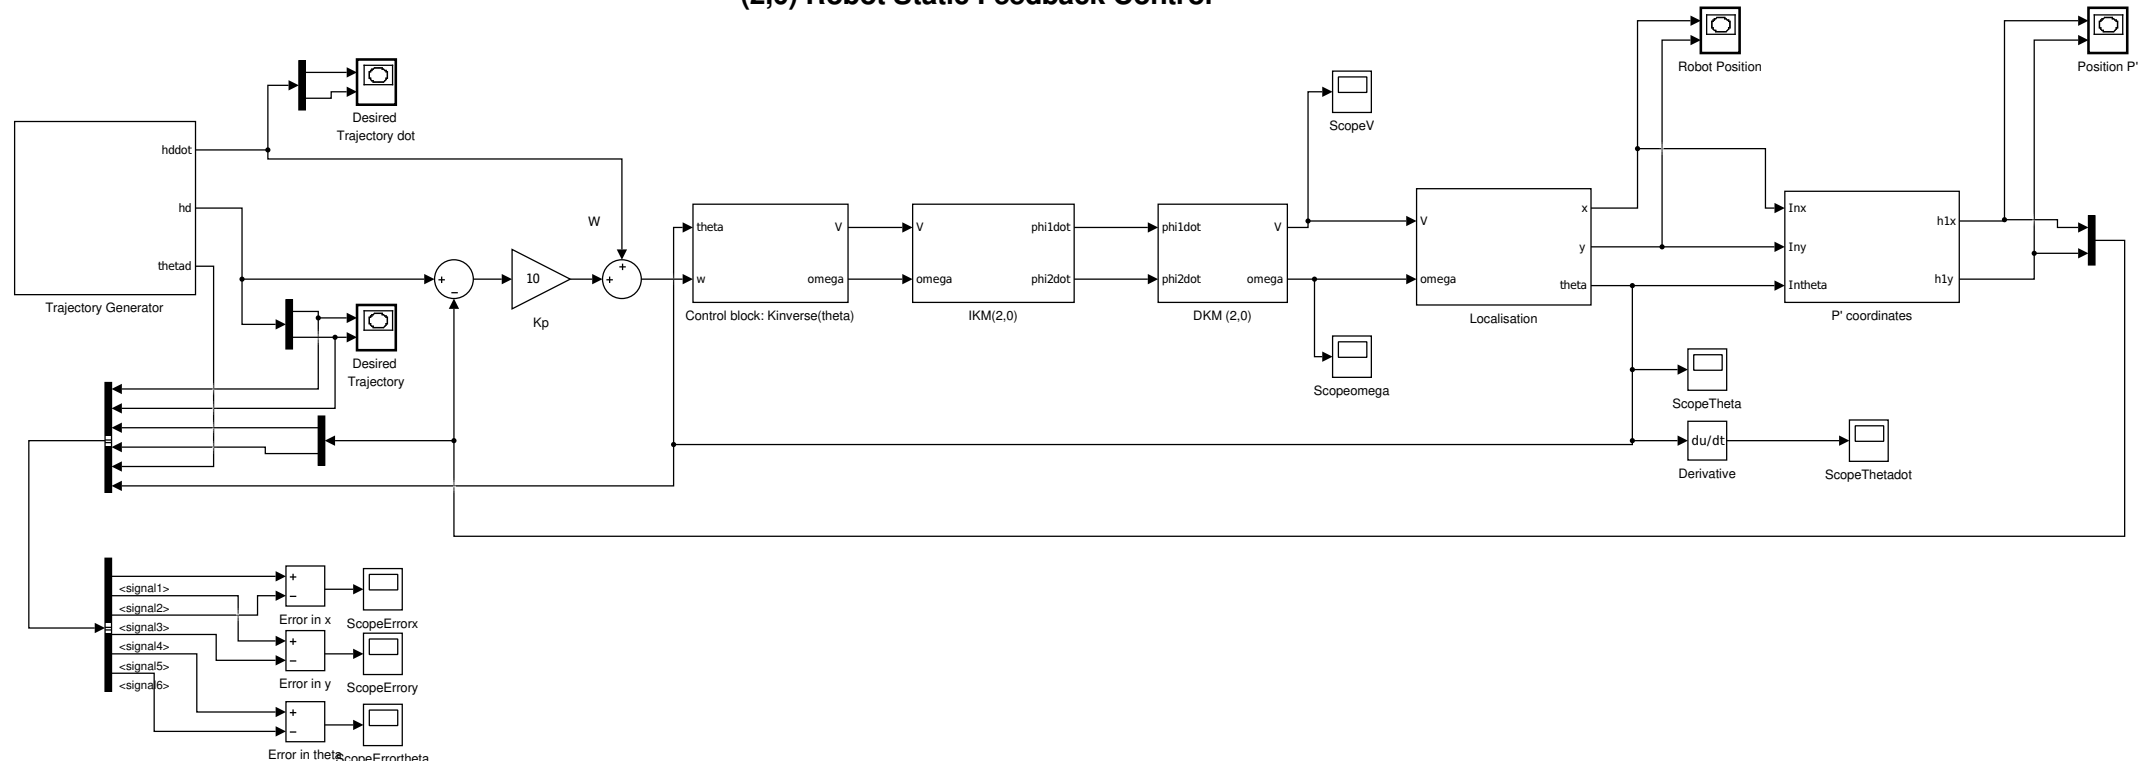 (2,0) Robot Static Feedback Control
Robot Position
Position P'
Desired
Trajectory dot
ScopeV
hddot
hd
thetad
Trajectory Generator
W
+
−
10
Kp
+
+
theta
w
V
omega
Control block: Kinverse(theta)
V
omega
phi1dot
phi2dot
IKM(2,0)
phi1dot
phi2dot
V
omega
DKM (2,0)
V
omega
x
y
theta
Localisation
Inx
Iny
Intheta
h1x
h1y
P' coordinates
Desired
Trajectory
Scopeomega
ScopeTheta
du/dt
Derivative
ScopeThetadot
<signal1>
<signal2>
<signal3>
<signal4>
<signal5>
<signal6>
+
−
Error in x
ScopeErrorx
+
−
Error in y
ScopeErrory
+
−
Error in theta
ScopeErrortheta